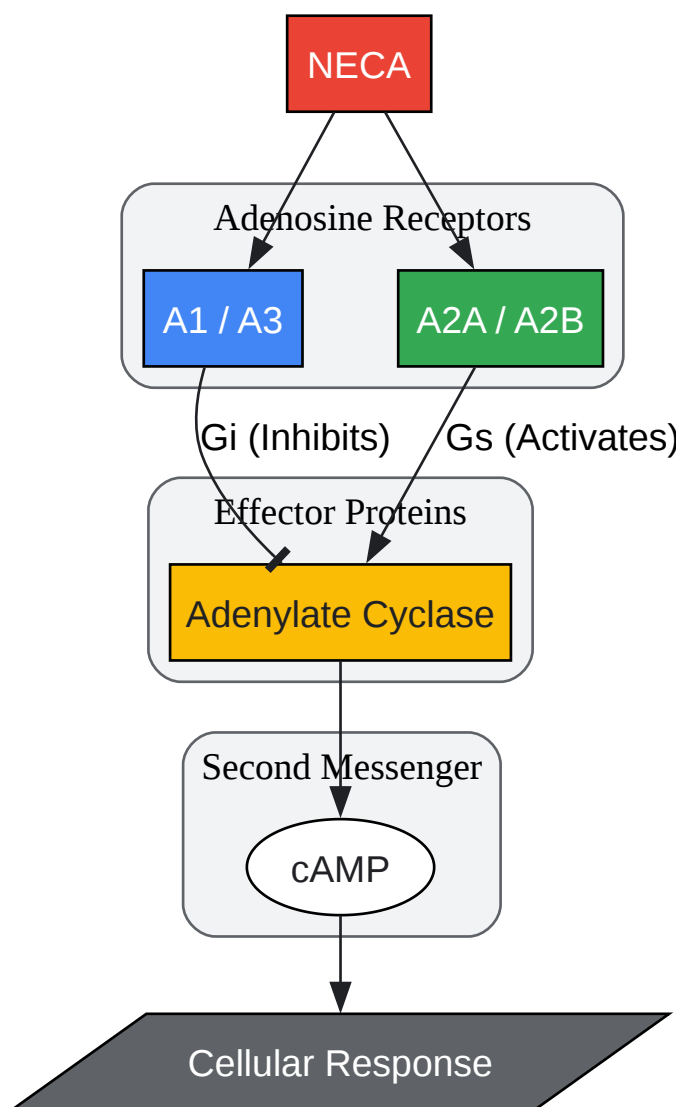 NECA
Adenosine Receptors
A1 / A3
A2A / A2B
Gi (Inhibits)
Gs (Activates)
Effector Proteins
Adenylate Cyclase
Second Messenger
cAMP
Cellular Response